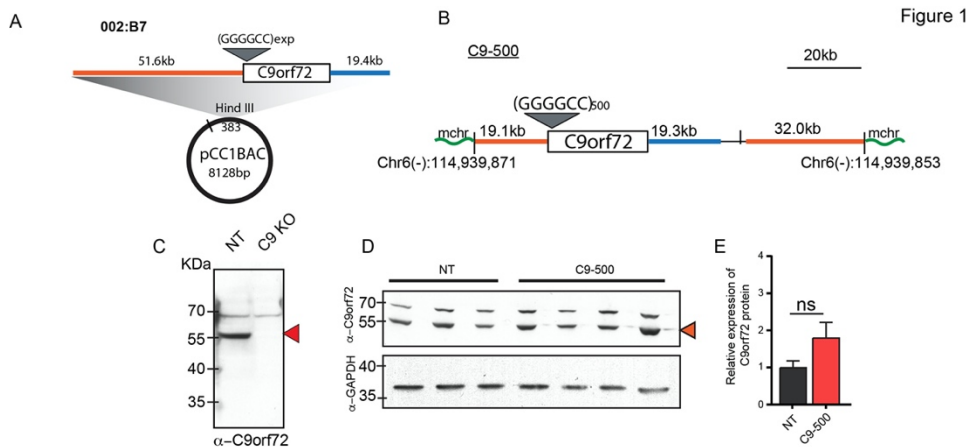 Figure 1
A
002:B7
(GGGGCC)exp
51.6kb
C9orf72
19.4kb
Hind III
383
pCC1BAC
8128bp
B
C9-500
20kb
(GGGGCC)500
mchr
19.1kb
C9orf72
19.3kb
32.0kb
mchr
Chr6(-):114,939,871
Chr6(-):114,939,853
C
NT
C9 KO
KDa
70
55
40
35
α-C9orf72
D
NT
C9-500
α-C9orf72
70
55
α-GAPDH
40
35
E
Relative expression of
C9orf72 protein
4
3
2
1
0
ns
NT
C9-500